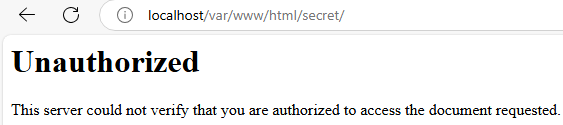 localhost/var/www/html/secret/
Unauthorized
This server could not verify that you are authorized to access the document requested.